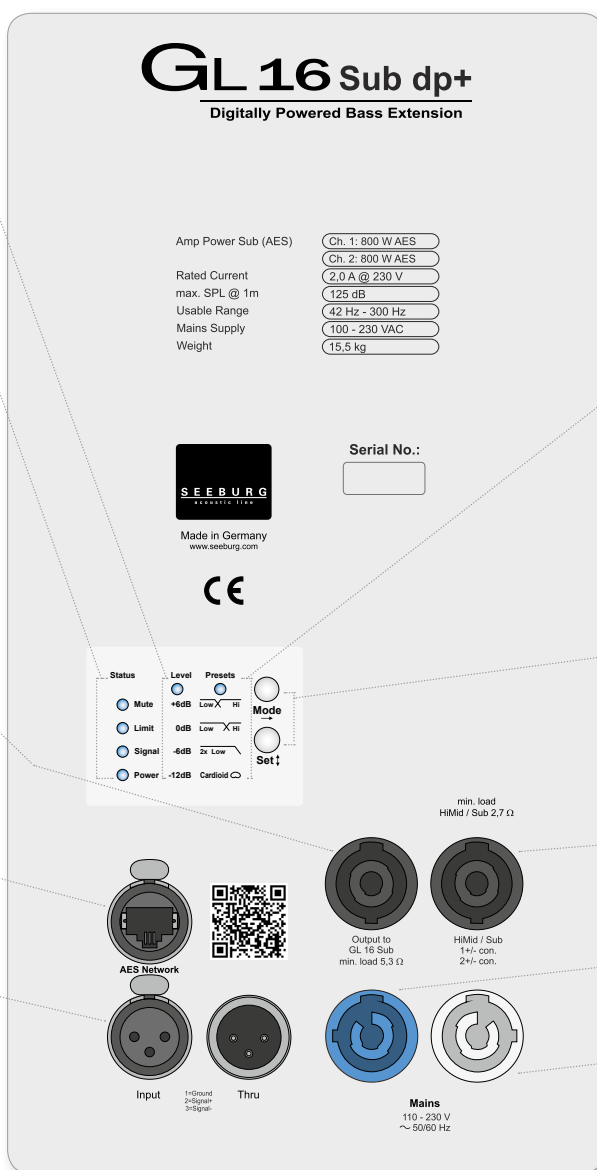 GL 16 Sub dp+
Digitally Powered Bass Extension
Amp Power Sub (AES) Ch. 1: 800 W AES
Ch. 2: 800 W AES
Rated Current 2,0 A @ 230 V
max. SPL @ 1m 125 dB
Usable Range 42 Hz - 300 Hz
Mains Supply 100 - 230 VAC
Weight 15,5 kg
Serial No.:
SEEBURG
acoustic line
Made in Germany
www.seeburg.com
CE
Status Level Presets
Mute +6dB Low Hi
Mode
Limit 0dB Low Hi
Signal -6dB 2x Low
Set
Power -12dB Cardioid
min. load
HiMid / Sub 2,7 Ω
Output to
GL 16 Sub
min. load 5,3 Ω
HiMid / Sub
1+/- con.
2+/- con.
AES Network
Input
1=Ground
2=Signal+
3=Signal-
Thru
Mains
110 - 230 V
~ 50/60 Hz